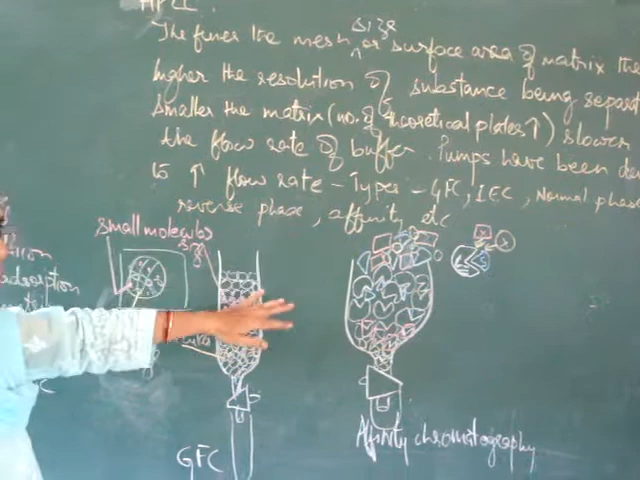 HPLC
The finer the mesh size or surface area of matrix the
higher the resolution of substance being separat
Smaller the matrix (no. of theoretical plates ↑) slower
the flow rate of buffer. Pumps have been de
to ↑ flow rate - Types - GFC, IEC, Normal phase
reverse phase, affinity etc
small molecules
GFC
Affinity chromatography